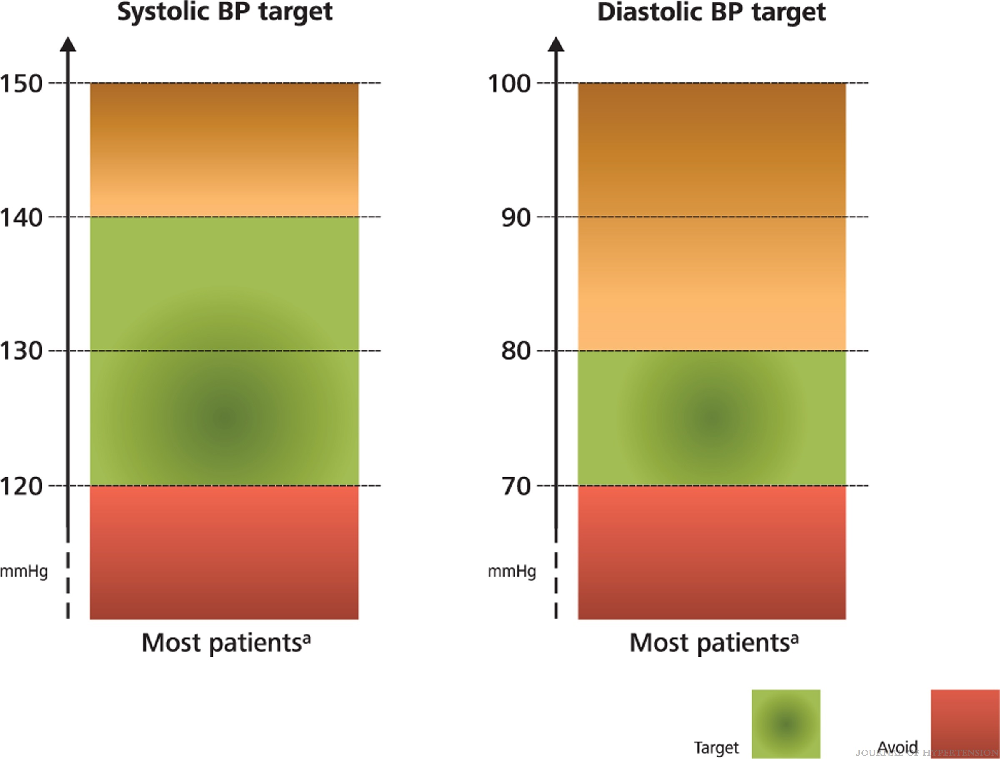 Systolic BP target
150
140
130
120
mmHg
Most patientsª
Diastolic BP target
100
90
80
70
mmHg
Most patientsª
Target
Avoid
JOURNAL OF HYPERTENSION